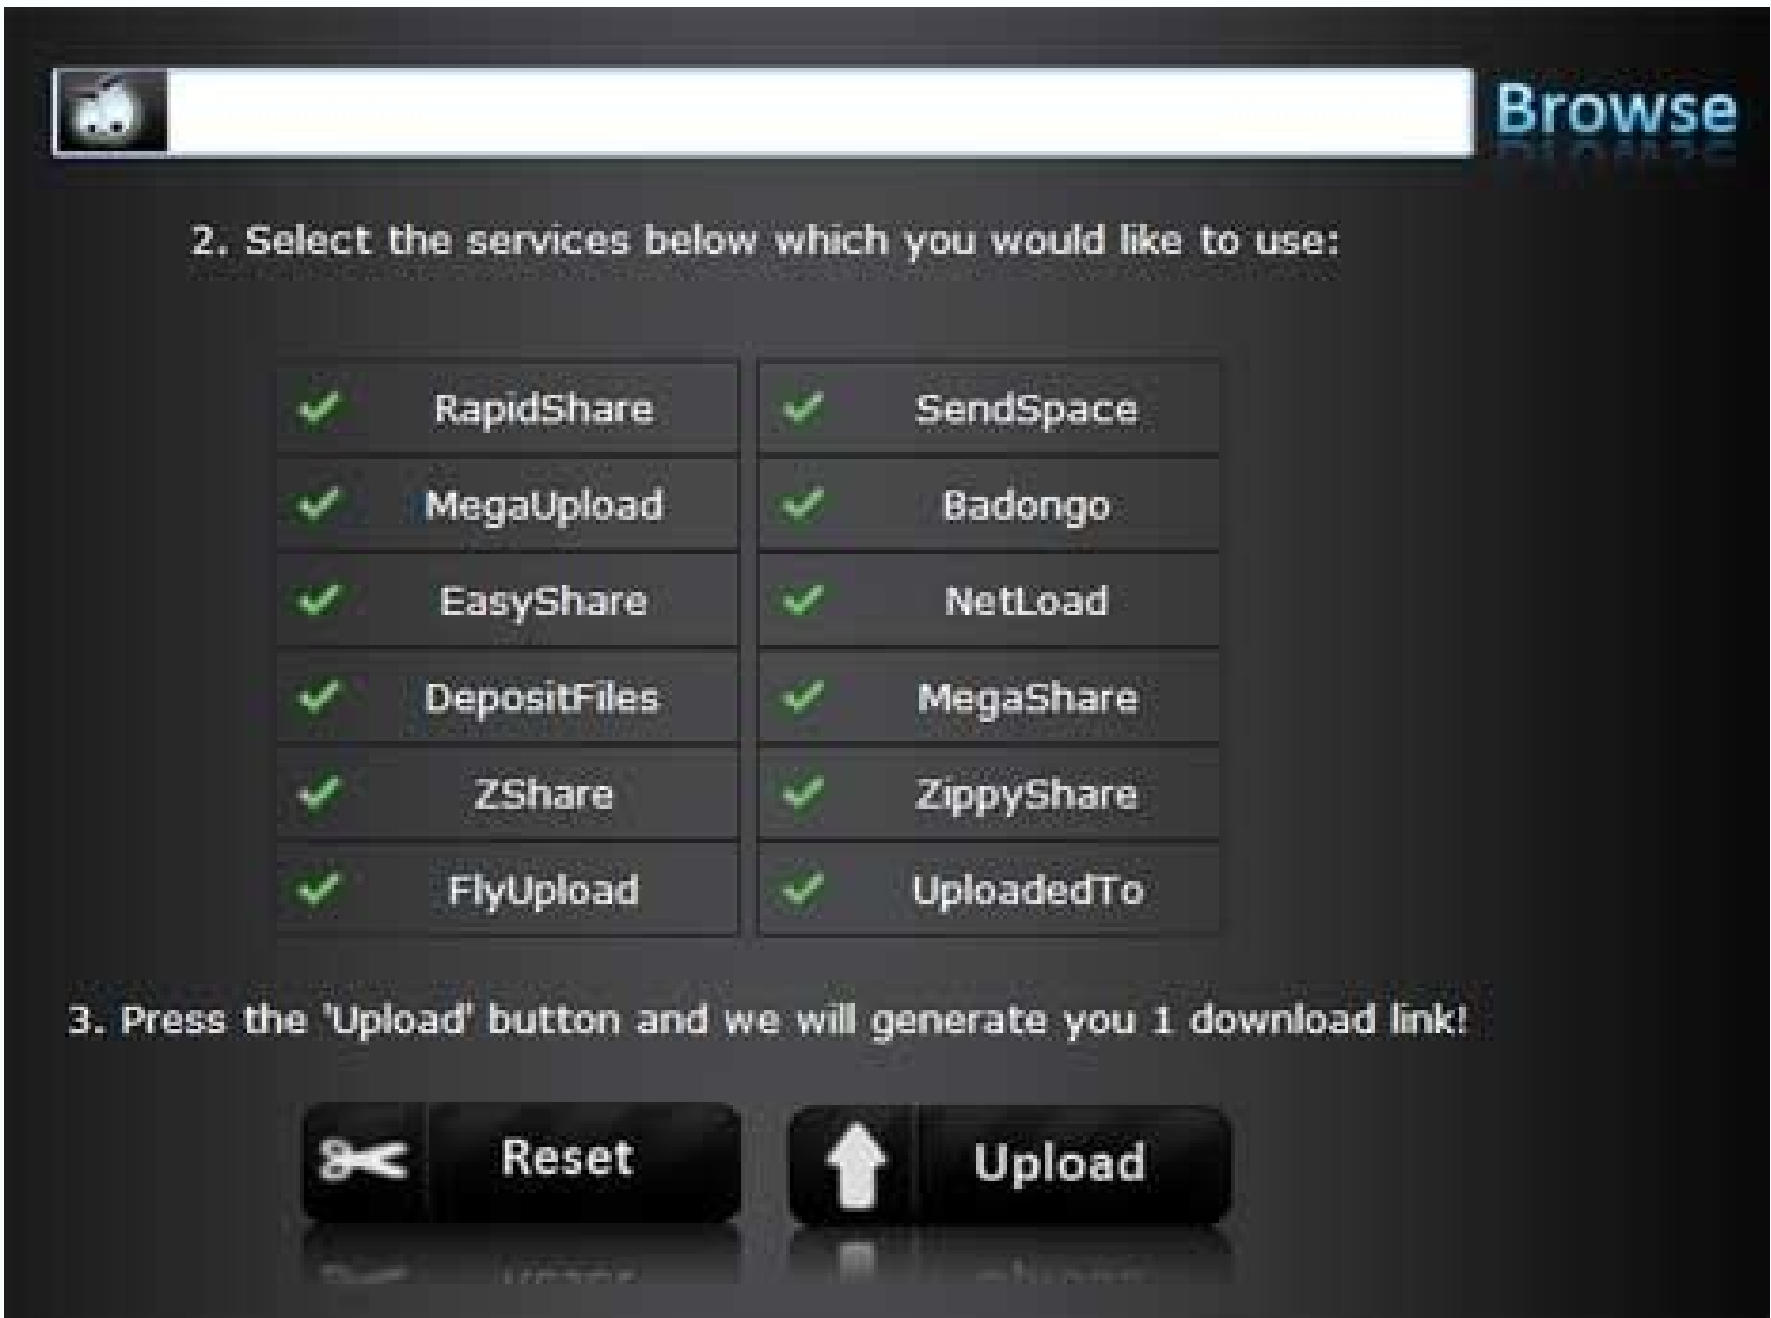 Browse
2. Select the services below which you would like to use:
RapidShare
SendSpace
MegaUpload
Badongo
EasyShare
NetLoad
DepositFiles
MegaShare
ZShare
ZippyShare
FlyUpload
UploadedTo
3. Press the 'Upload' button and we will generate you 1 download link!
Reset
Upload